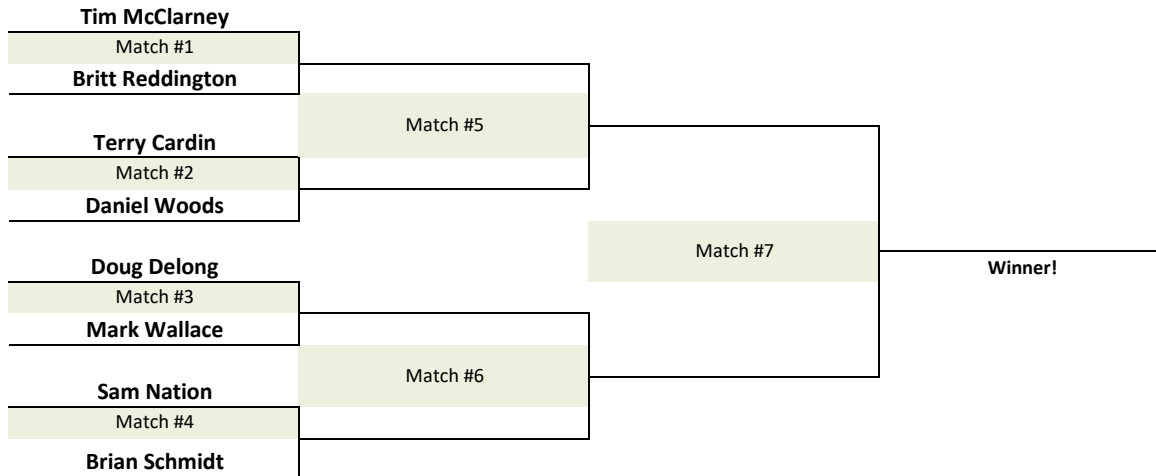 Tim McClarney
Match #1
Britt Reddington
Match #5
Terry Cardin
Match #2
Daniel Woods
Match #7
Winner!
Doug Delong
Match #3
Mark Wallace
Match #6
Sam Nation
Match #4
Brian Schmidt